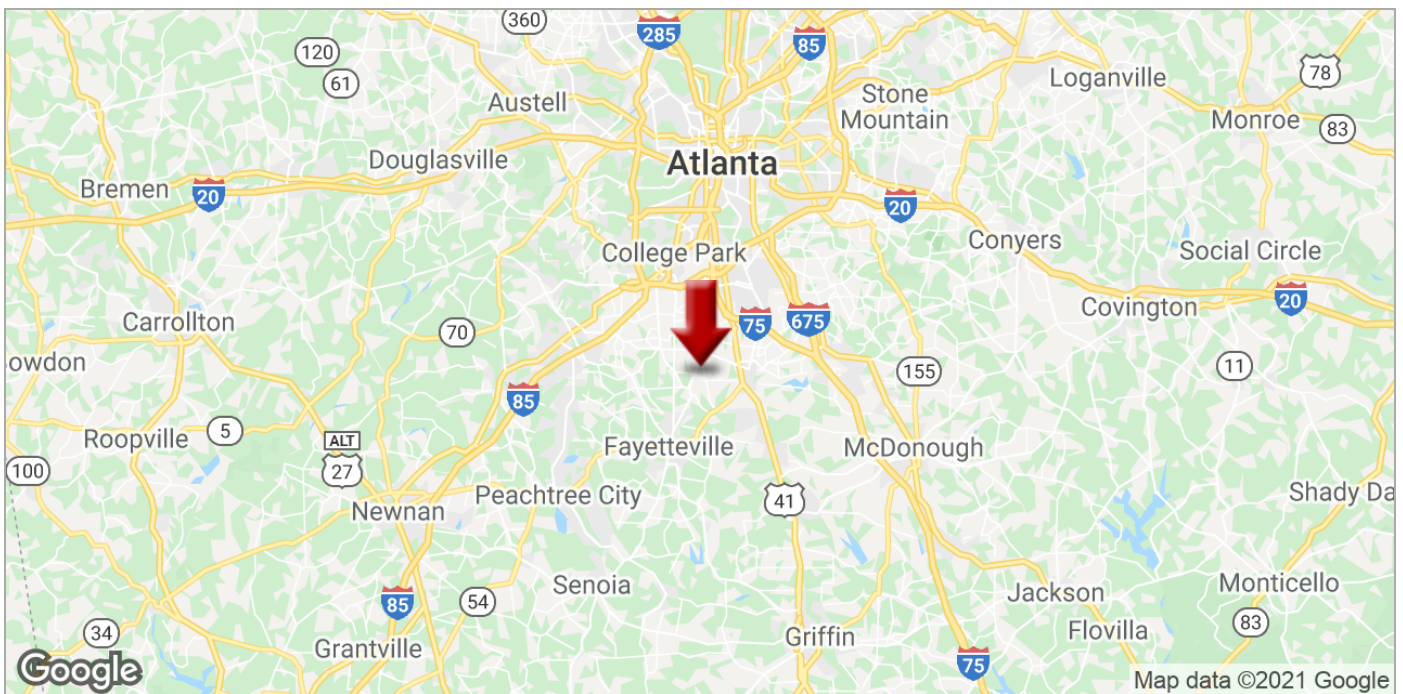 360
285
85
120
61
Loganville
78
Austell
Stone
Mountain
Monroe
83
Douglasville
Atlanta
Bremen
20
20
College Park
Conyers
Social Circle
Covington
20
Carrollton
70
75
675
owdon
155
11
85
Roopville
5
ALT
27
100
Fayetteville
McDonough
Peachtree City
41
Shady Da
Newnan
Senoia
Jackson
Monticello
85
54
34
Grantville
Griffin
Flovilla
83
75
Google
Map data ©2021 Google